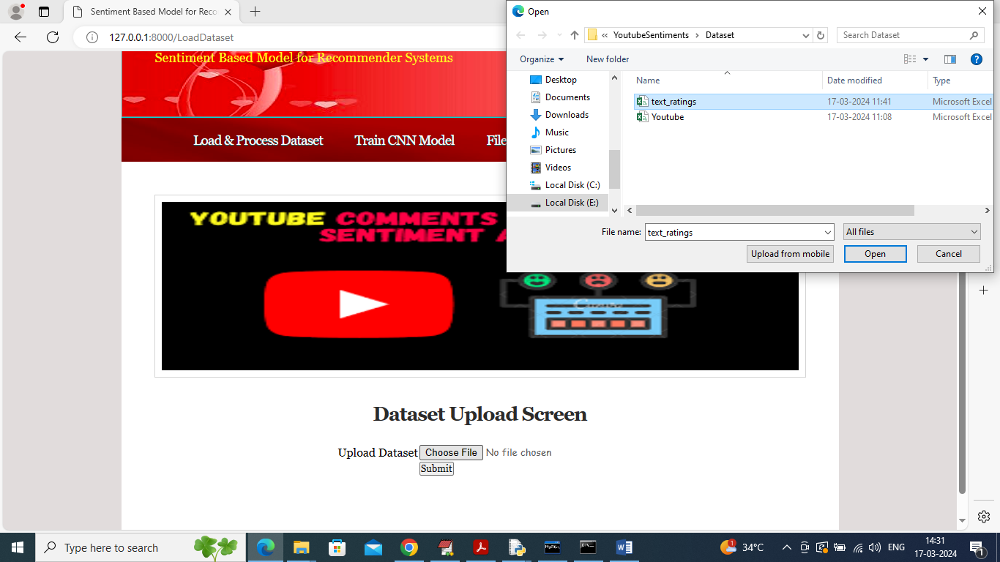 Sentiment Based Model for Reco
127.0.0.1:8000/LoadDataset
Sentiment Based Model for Recommender Systems
Load & Process Dataset Train CNN Model File
YOUTUBE COMMENTS
SENTIMENT A
Dataset Upload Screen
Upload Dataset Choose File No file chosen
Submit
Open
« YoutubeSentiments › Dataset
Search Dataset
Organize New folder
Desktop
Documents
Downloads
Music
Pictures
Videos
Local Disk (C:)
Local Disk (E:)
Name Date modified Type
text_ratings 17-03-2024 11:41 Microsoft Excel
Youtube 17-03-2024 11:08 Microsoft Excel
File name: text_ratings All files
Upload from mobile Open Cancel
Type here to search
34°C
ENG
14:31
17-03-2024
1